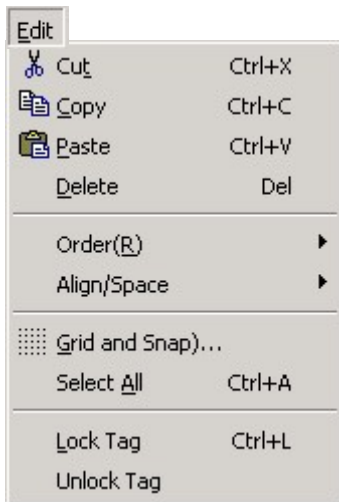 Edit
Cut Ctrl+X
Copy Ctrl+C
Paste Ctrl+V
Delete Del
Order(R)
Align/Space
Grid and Snap)...
Select All Ctrl+A
Lock Tag Ctrl+L
Unlock Tag